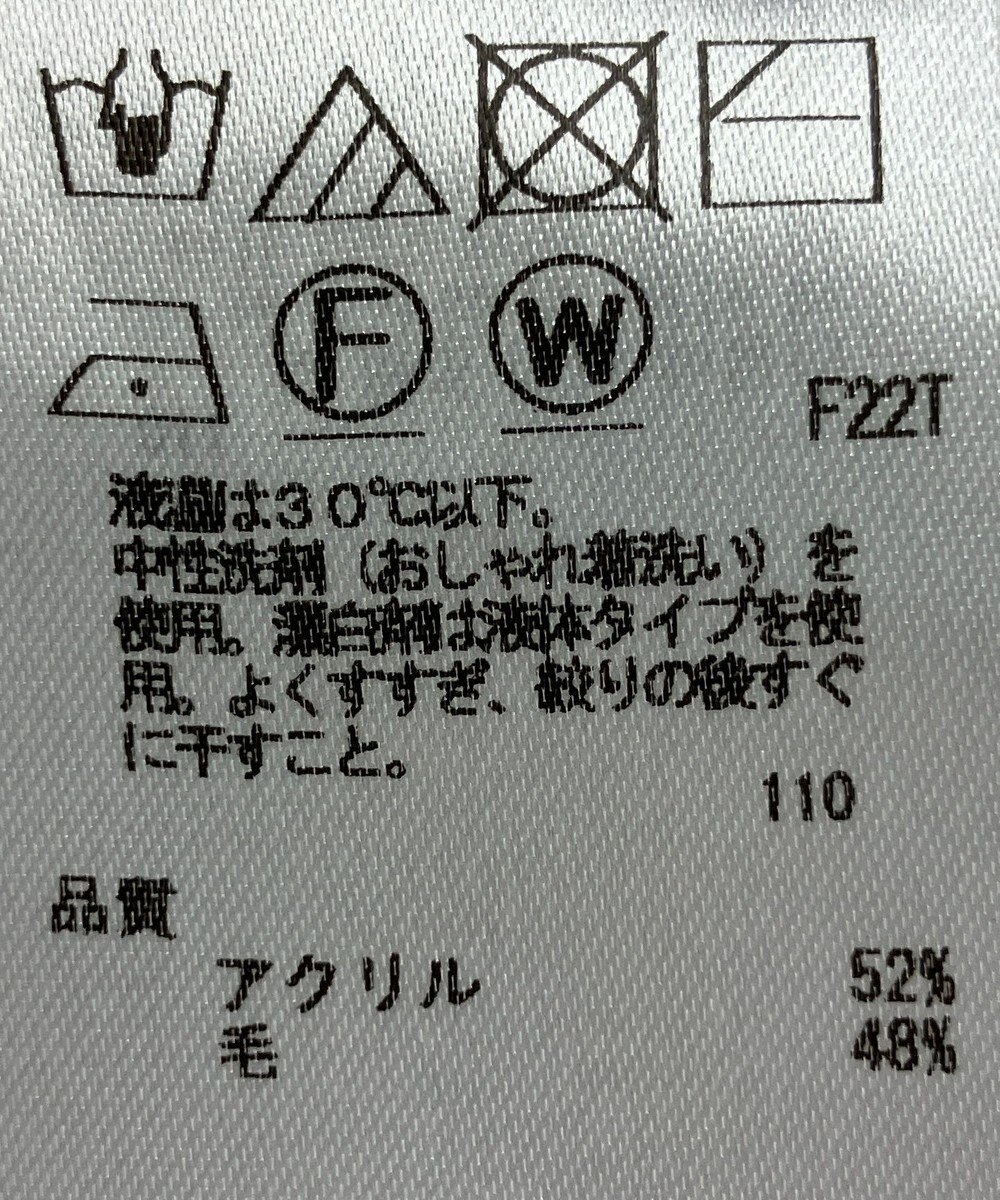 F
W
F22T
液温は30℃以下。
中性洗剤(おしゃれ着洗い)を
使用。漂白剤は液体タイプを使
用。よくすすぎ、絞りの後すぐ
に干すこと。
110
品質
アクリル 52%
毛 48%